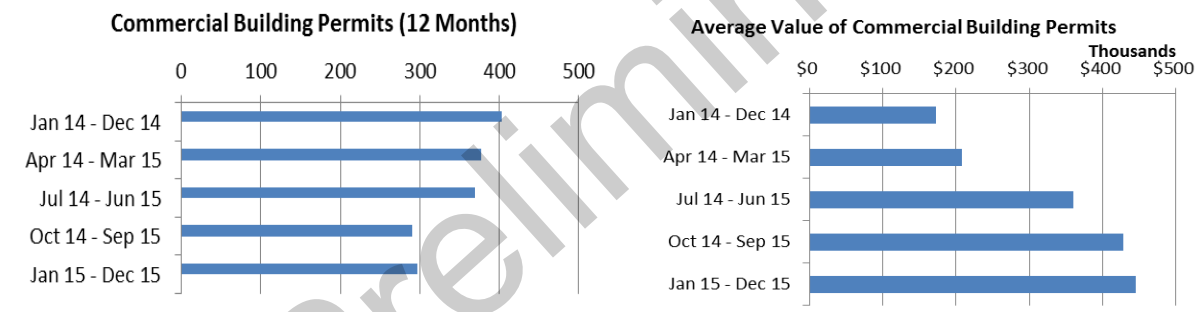 Commercial Building Permits (12 Months)
0 100 200 300 400 500
Jan 14 - Dec 14
Apr 14 - Mar 15
Jul 14 - Jun 15
Oct 14 - Sep 15
Jan 15 - Dec 15
Average Value of Commercial Building Permits
Thousands
$0 $100 $200 $300 $400 $500
Jan 14 - Dec 14
Apr 14 - Mar 15
Jul 14 - Jun 15
Oct 14 - Sep 15
Jan 15 - Dec 15